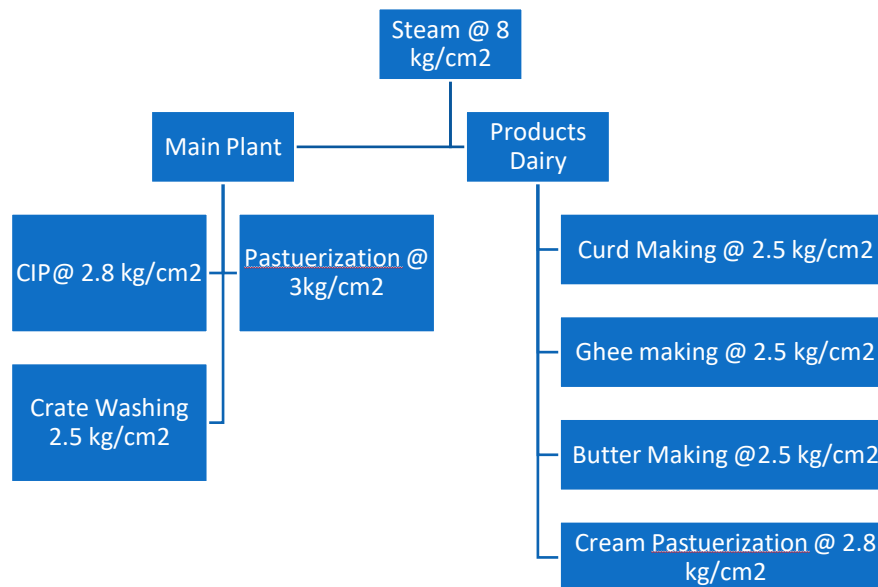 Steam @ 8
kg/cm2
Main Plant
Products
Dairy
CIP@ 2.8 kg/cm2
Pastuerization @
3kg/cm2
Crate Washing
2.5 kg/cm2
Curd Making @ 2.5 kg/cm2
Ghee making @ 2.5 kg/cm2
Butter Making @2.5 kg/cm2
Cream Pastuerization @ 2.8
kg/cm2